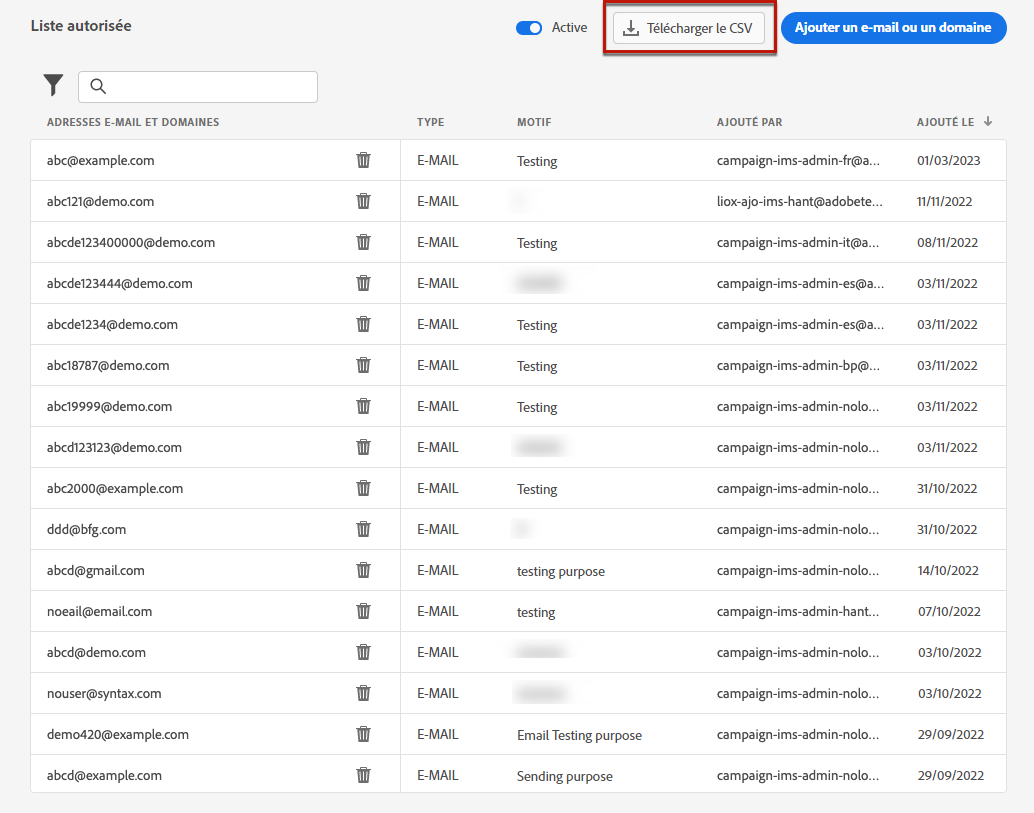 Liste autorisée
Active
Télécharger le CSV
Ajouter un e-mail ou un domaine
ADRESSES E-MAIL ET DOMAINES TYPE MOTIF AJOUTÉ PAR AJOUTÉ LE
abc@example.com E-MAIL Testing campaign-ims-admin-fr@a... 01/03/2023
abc121@demo.com E-MAIL liox-ajo-ims-hant@adobete... 11/11/2022
abcde123400000@demo.com E-MAIL Testing campaign-ims-admin-it@a... 08/11/2022
abcde123444@demo.com E-MAIL campaign-ims-admin-es@a... 03/11/2022
abcde1234@demo.com E-MAIL Testing campaign-ims-admin-es@a... 03/11/2022
abc18787@demo.com E-MAIL Testing campaign-ims-admin-bp@... 03/11/2022
abc19999@demo.com E-MAIL Testing campaign-ims-admin-nolo... 03/11/2022
abcd123123@demo.com E-MAIL campaign-ims-admin-nolo... 03/11/2022
abc2000@example.com E-MAIL Testing campaign-ims-admin-nolo... 31/10/2022
ddd@bfg.com E-MAIL campaign-ims-admin-nolo... 31/10/2022
abcd@gmail.com E-MAIL testing purpose campaign-ims-admin-nolo... 14/10/2022
noeail@email.com E-MAIL testing campaign-ims-admin-hant... 07/10/2022
abcd@demo.com E-MAIL campaign-ims-admin-nolo... 03/10/2022
nouser@syntax.com E-MAIL campaign-ims-admin-nolo... 03/10/2022
demo420@example.com E-MAIL Email Testing purpose campaign-ims-admin-nolo... 29/09/2022
abcd@example.com E-MAIL Sending purpose campaign-ims-admin-nolo... 29/09/2022